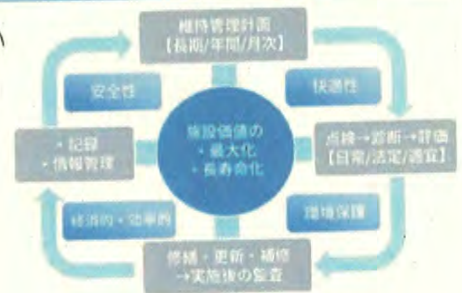 維持管理計画
【長期/年間/月次】
安全性
快適性
施設価値の
・最大化
・長寿命化
・記録
・情報管理
点検→診断→評価
【日常/法定/適宜】
経済的・効率的
環境保護
修繕・更新・補修
→実施後の監査